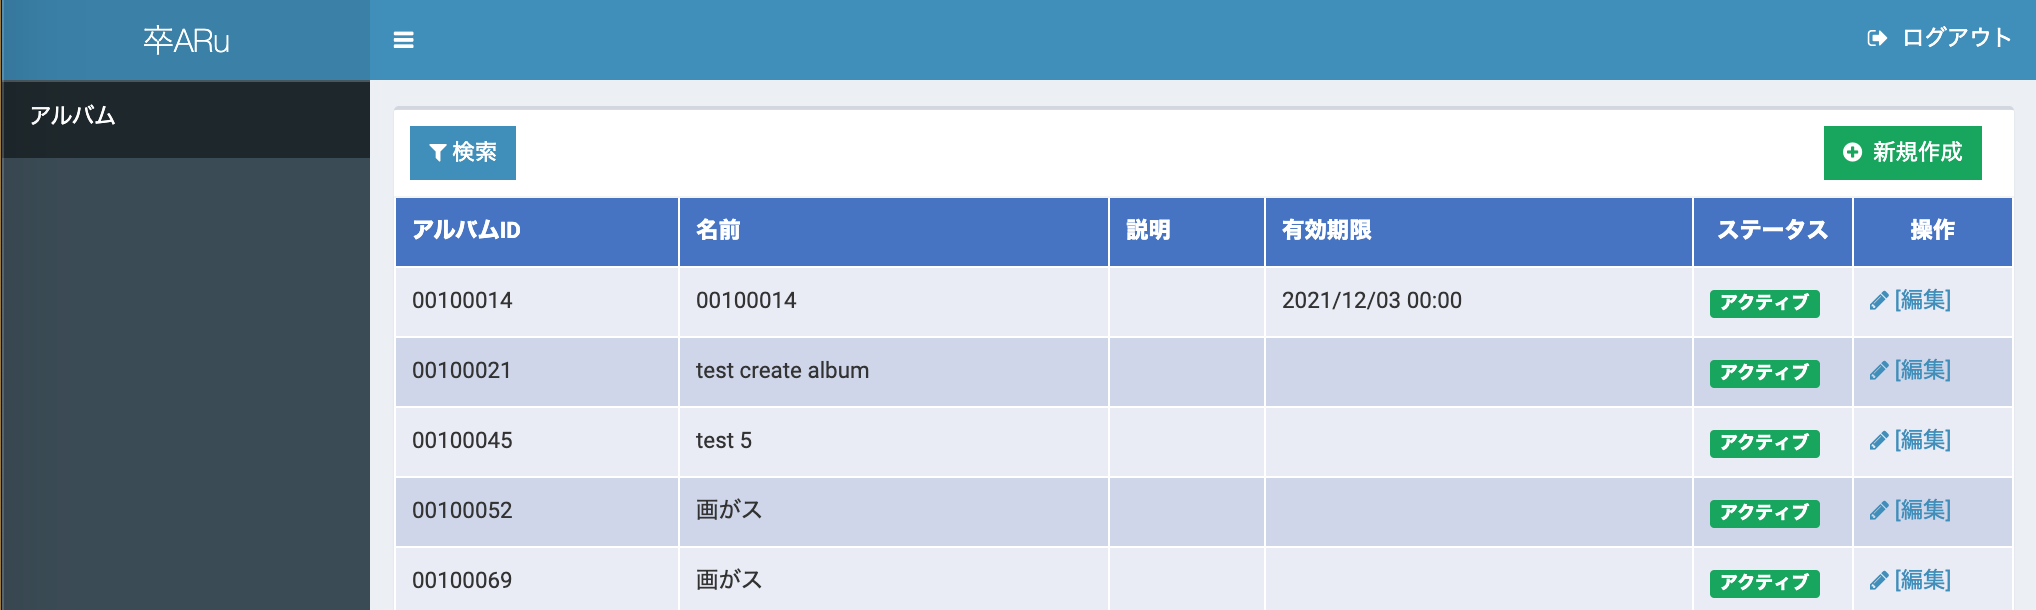 卒ARu
ログアウト
アルバム
検索
新規作成
アルバムID 名前 説明 有効期限 ステータス 操作
00100014 00100014 2021/12/03 00:00 アクティブ [編集]
00100021 test create album アクティブ [編集]
00100045 test 5 アクティブ [編集]
00100052 画がス アクティブ [編集]
00100069 画がス アクティブ [編集]